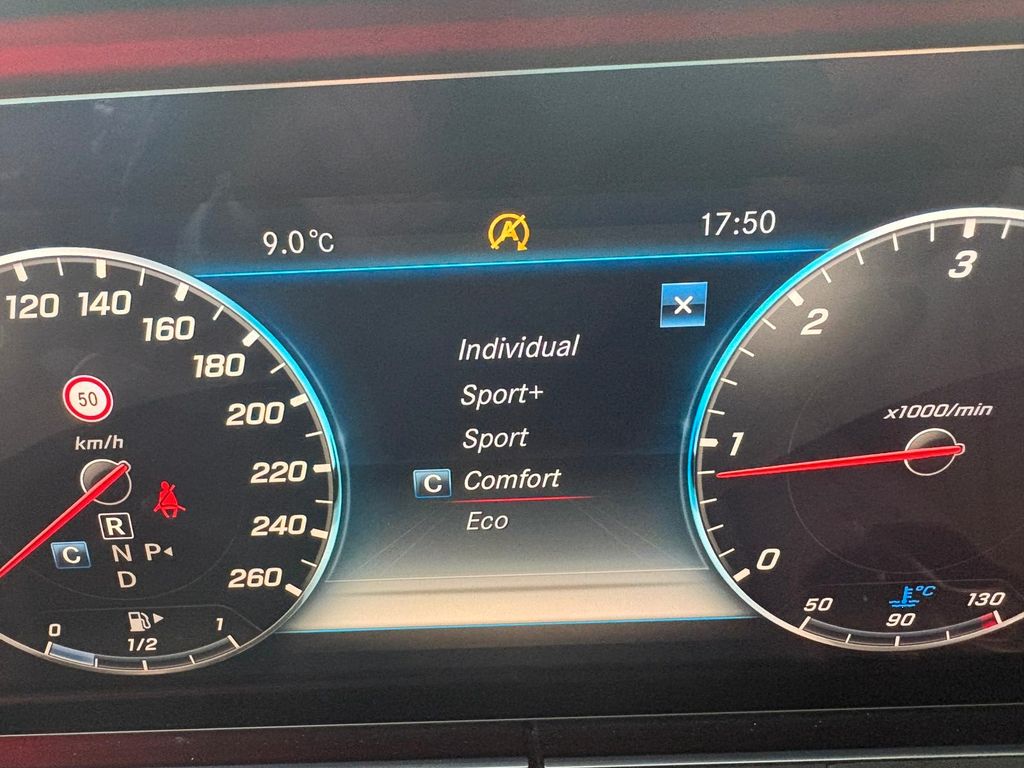 9.0°C
A
17:50
120
140
160
180
200
220
240
260
50
km/h
R
C
N
P
D
0
1/2
1
×
Individual
Sport+
Sport
C Comfort
Eco
3
2
1
0
x1000/min
°C
50
90
130